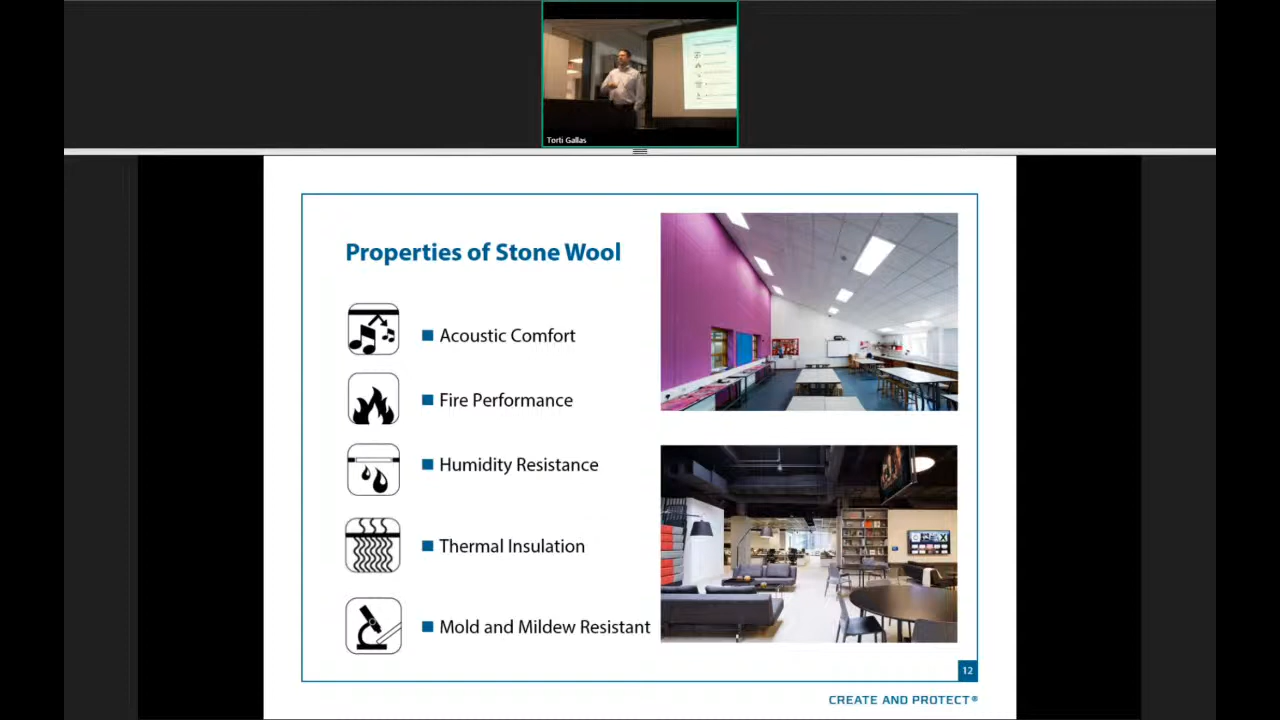 Torti Gallas
Properties of Stone Wool
Acoustic Comfort
Fire Performance
Humidity Resistance
Thermal Insulation
Mold and Mildew Resistant
12
CREATE AND PROTECT®